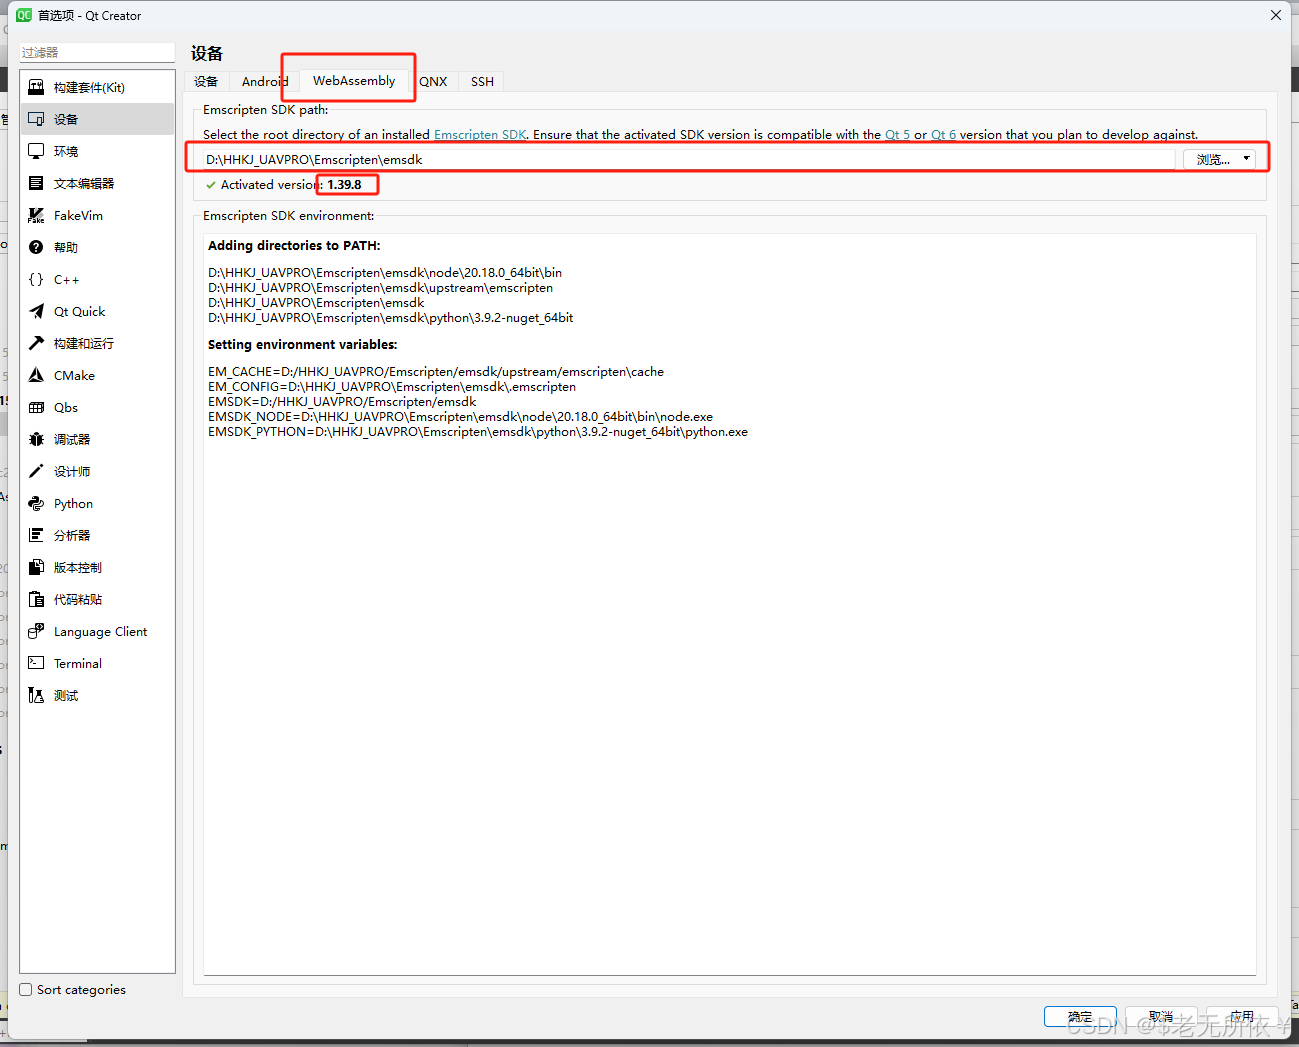 首选项 - Qt Creator
过滤器
构建套件(Kit)
设备
环境
文本编辑器
FakeVim
帮助
C++
Qt Quick
构建和运行
CMake
Qbs
调试器
设计师
Python
分析器
版本控制
代码粘贴
Language Client
Terminal
测试
Sort categories
设备
设备 Android WebAssembly QNX SSH
Emscripten SDK path:
Select the root directory of an installed Emscripten SDK. Ensure that the activated SDK version is compatible with the Qt 5 or Qt 6 version that you plan to develop against.
D:\HHKJ_UAVPRO\Emscripten\emsdk 浏览...
Activated version: 1.39.8
Emscripten SDK environment:
Adding directories to PATH:
D:\HHKJ_UAVPRO\Emscripten\emsdk\node\20.18.0_64bit\bin
D:\HHKJ_UAVPRO\Emscripten\emsdk\upstream\emscripten
D:\HHKJ_UAVPRO\Emscripten\emsdk
D:\HHKJ_UAVPRO\Emscripten\emsdk\python\3.9.2-nuget_64bit
Setting environment variables:
EM_CACHE=D:/HHKJ_UAVPRO/Emscripten/emsdk/upstream/emscripten\cache
EM_CONFIG=D:\HHKJ_UAVPRO\Emscripten\emsdk\.emscripten
EMSDK=D:/HHKJ_UAVPRO/Emscripten/emsdk
EMSDK_NODE=D:\HHKJ_UAVPRO\Emscripten\emsdk\node\20.18.0_64bit\bin\node.exe
EMSDK_PYTHON=D:\HHKJ_UAVPRO\Emscripten\emsdk\python\3.9.2-nuget_64bit\python.exe
确定 取消 应用
CSDN @$老无所依￥